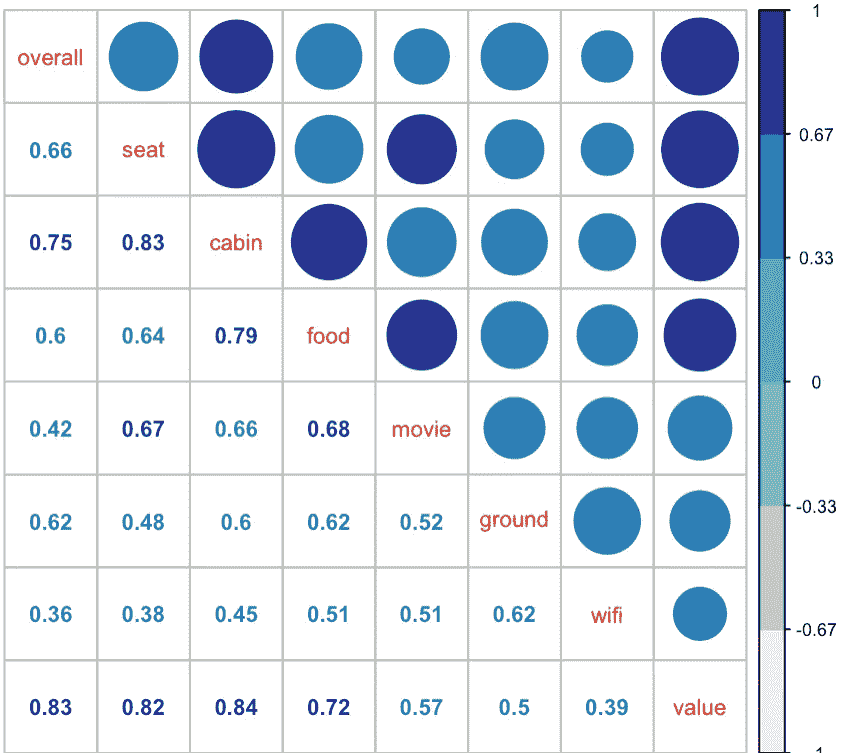 1
overall
0.66 seat 0.67
0.75 0.83 cabin 0.33
0.6 0.64 0.79 food
0
0.42 0.67 0.66 0.68 movie
0.62 0.48 0.6 0.62 0.52 ground -0.33
0.36 0.38 0.45 0.51 0.51 0.62 wifi -0.67
0.83 0.82 0.84 0.72 0.57 0.5 0.39 value